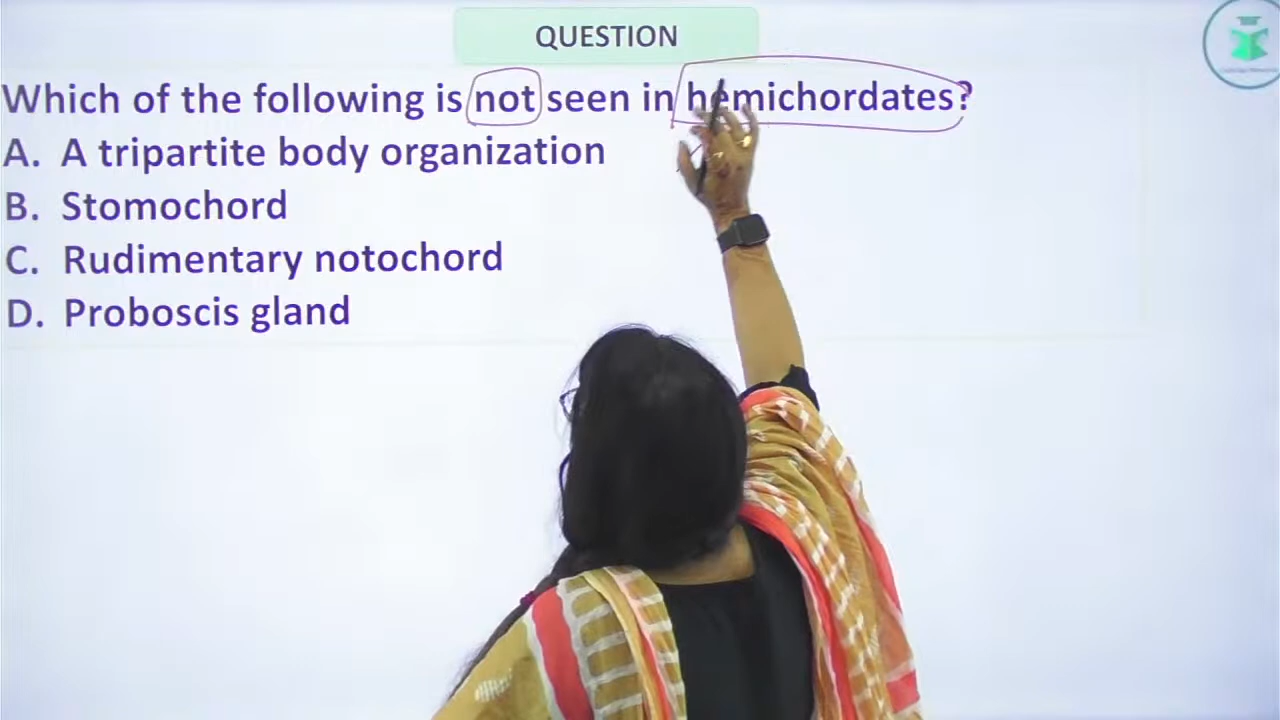 QUESTION
Which of the following is not seen in hemichordates?
A. A tripartite body organization
B. Stomochord
C. Rudimentary notochord
D. Proboscis gland